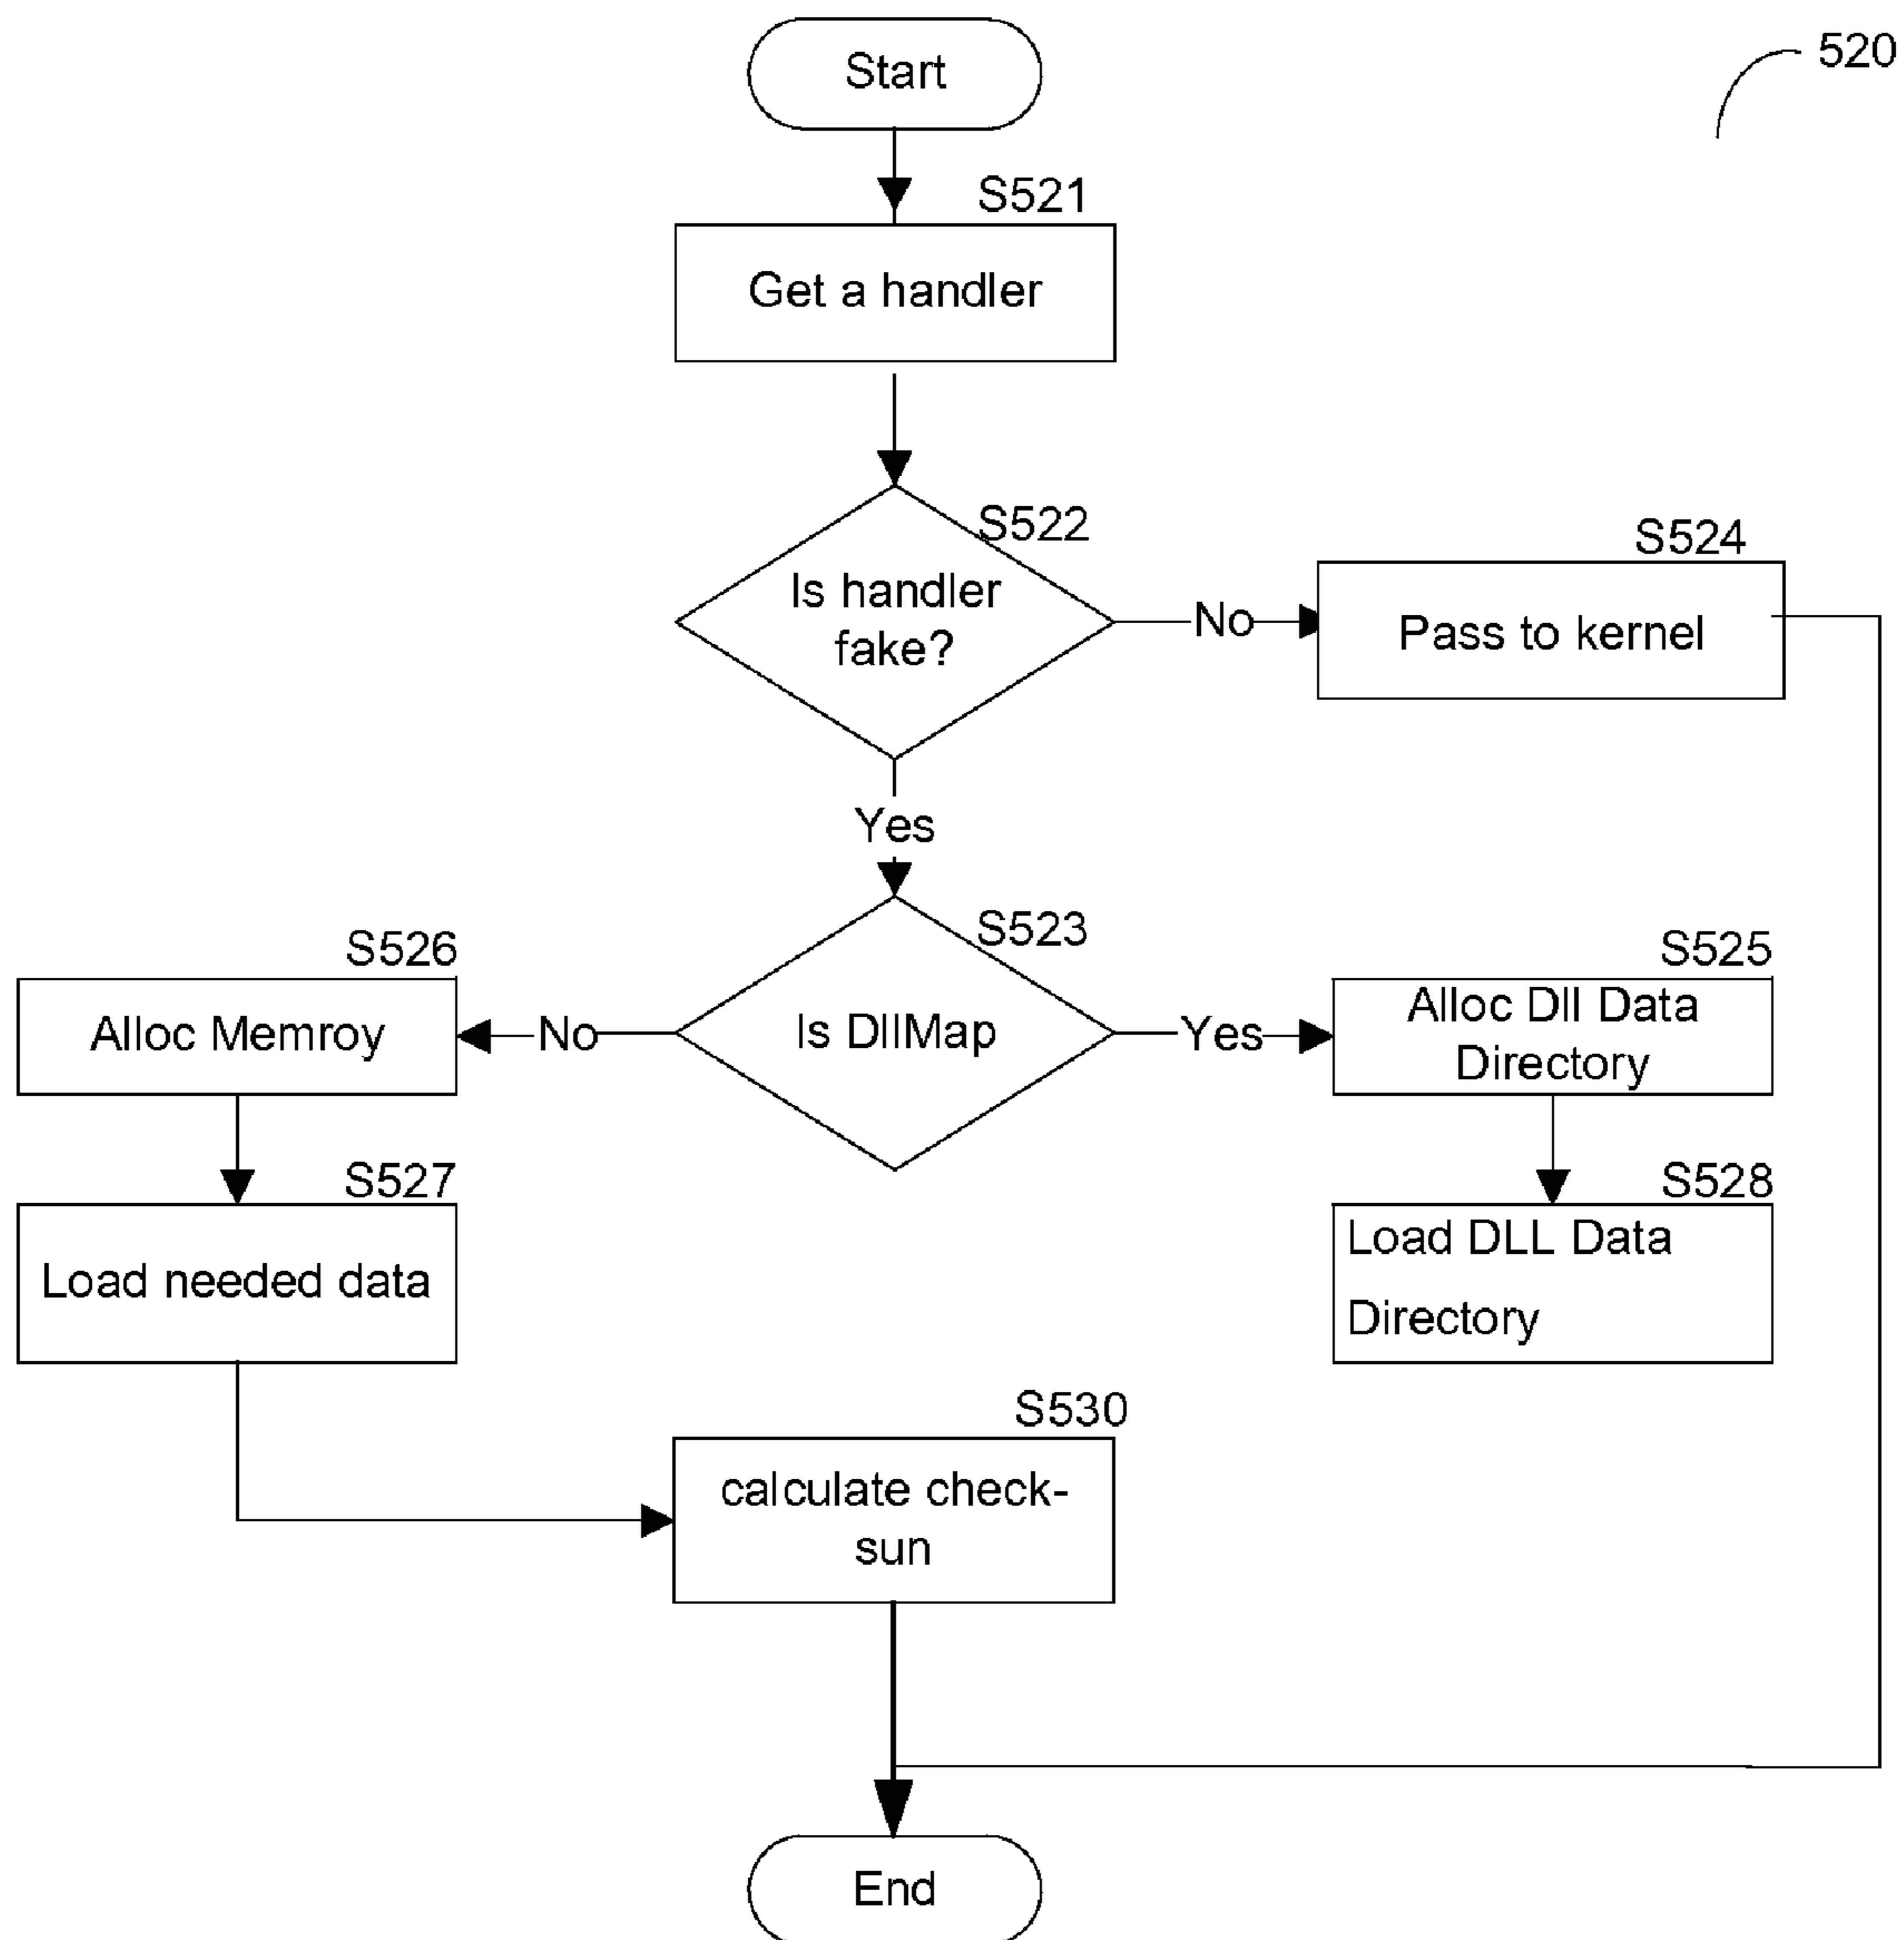 Start
520
S521
Get a handler
S522
Is handler
fake?
No
S524
Pass to kernel
Yes
S523
Is DllMap
No
S526
Alloc Memroy
Yes
S525
Alloc Dll Data
Directory
S527
Load needed data
S528
Load DLL Data
Directory
S530
calculate check-
sun
End